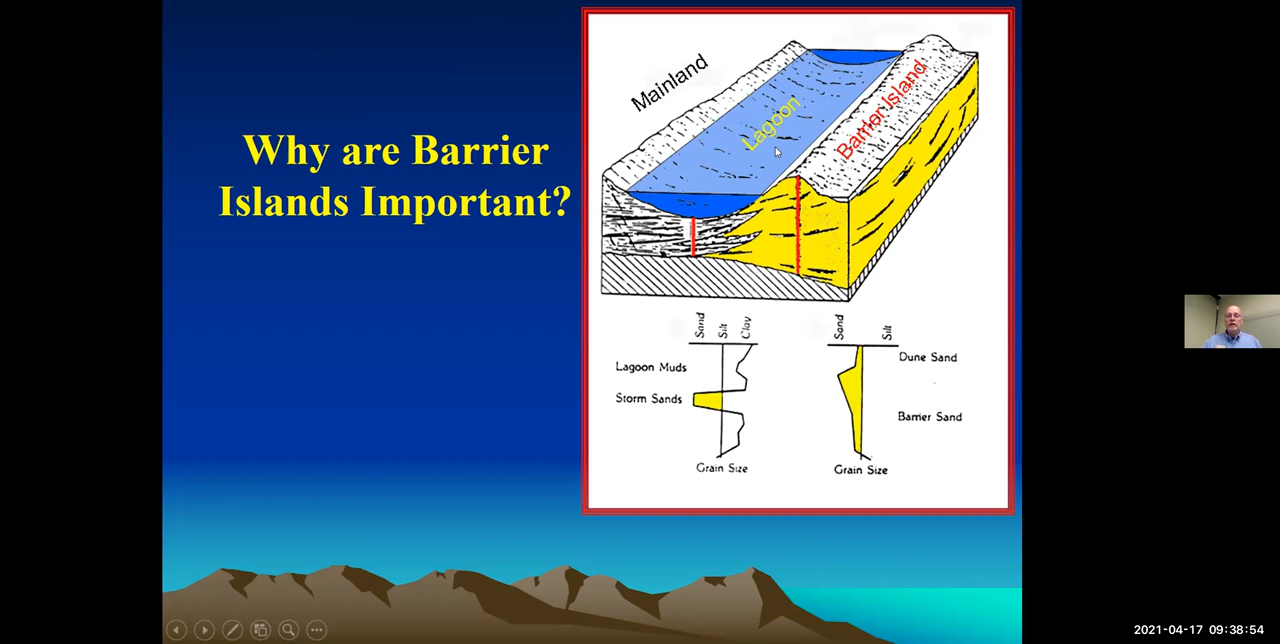 Why are Barrier
Islands Important?
Mainland
Lagoon
Barrier Island
Sand
Silt
Clay
Lagoon Muds
Storm Sands
Grain Size
Sand
Silt
Dune Sand
Barrier Sand
Grain Size
2021-04-17 09:38:54